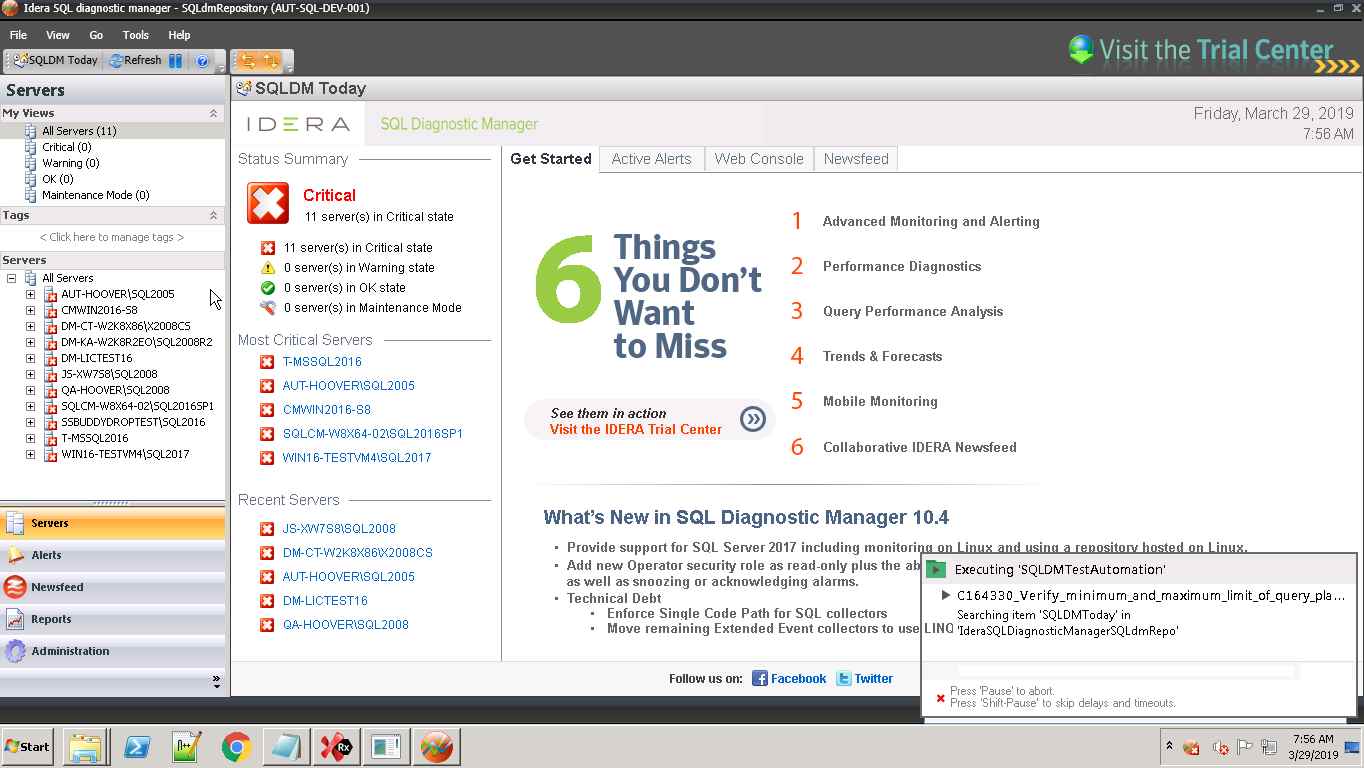 Idera SQL diagnostic manager - SQLdmRepository (AUT-SQL-DEV-001)
File View Go Tools Help
SQLDM Today Refresh
Visit the Trial Center
Servers
My Views
All Servers (11)
Critical (0)
Warning (0)
OK (0)
Maintenance Mode (0)
Tags
< Click here to manage tags >
Servers
All Servers
AUT-HOOVER\SQL2005
CMWIN2016-S8
DM-CT-W2K8X86\X2008CS
DM-KA-W2K8R2EO\SQL2008R2
DM-LICTEST16
JS-XW7S8\SQL2008
QA-HOOVER\SQL2008
SQLCM-W8X64-02\SQL2016SP1
SSBUDDYDROPTEST\SQL2016
T-MSSQL2016
WIN16-TESTVM4\SQL2017
Servers
Alerts
Newsfeed
Reports
Administration
SQLDM Today
IDERA SQL Diagnostic Manager
Friday, March 29, 2019
7:56 AM
Status Summary
Critical
11 server(s) in Critical state
11 server(s) in Critical state
0 server(s) in Warning state
0 server(s) in OK state
0 server(s) in Maintenance Mode
Most Critical Servers
T-MSSQL2016
AUT-HOOVER\SQL2005
CMWIN2016-S8
SQLCM-W8X64-02\SQL2016SP1
WIN16-TESTVM4\SQL2017
Recent Servers
JS-XW7S8\SQL2008
DM-CT-W2K8X86\X2008CS
AUT-HOOVER\SQL2005
DM-LICTEST16
QA-HOOVER\SQL2008
Get Started Active Alerts Web Console Newsfeed
6 Things
You Don't
Want
to Miss
See them in action
Visit the IDERA Trial Center
1 Advanced Monitoring and Alerting
2 Performance Diagnostics
3 Query Performance Analysis
4 Trends & Forecasts
5 Mobile Monitoring
6 Collaborative IDERA Newsfeed
What's New in SQL Diagnostic Manager 10.4
• Provide support for SQL Server 2017 including monitoring on Linux and using a repository hosted on Linux.
• Add new Operator security role as read-only plus the ab
as well as snoozing or acknowledging alarms.
• Technical Debt
• Enforce Single Code Path for SQL collectors
• Move remaining Extended Event collectors to use LINQ
Follow us on: Facebook Twitter
Executing 'SQLDMTestAutomation'
C164330_Verify_minimum_and_maximum_limit_of_query_pla...
Searching item 'SQLDMToday' in
'IderaSQLDiagnosticManagerSQLdmRepo'
Press 'Pause' to abort.
Press 'Shift-Pause' to skip delays and timeouts.
Start
N++
Rx
7:56 AM
3/29/2019